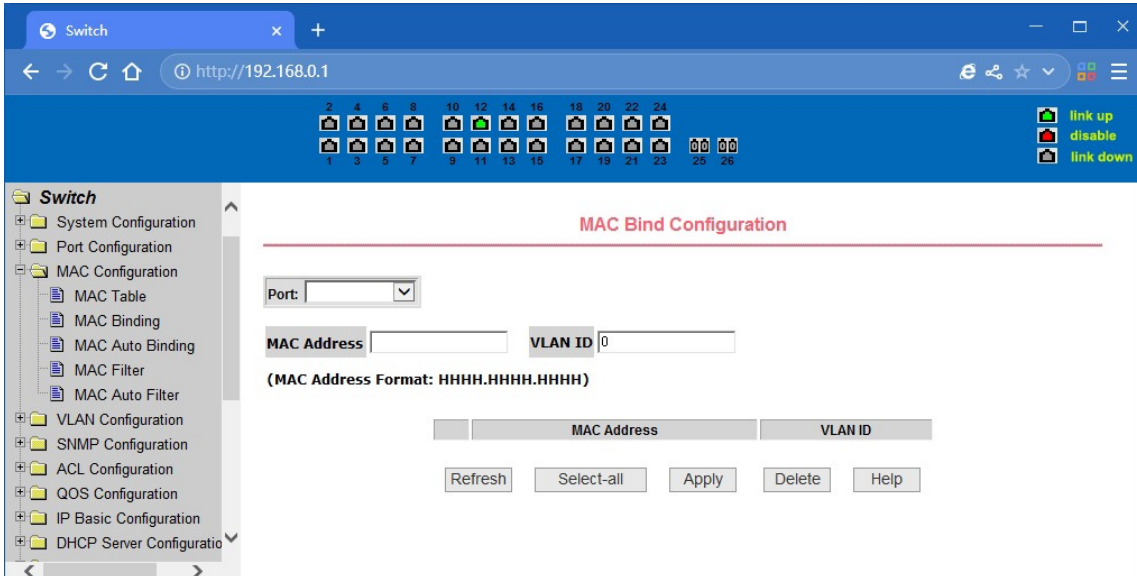 Switch
http://192.168.0.1
2 4 6 8 10 12 14 16 18 20 22 24
1 3 5 7 9 11 13 15 17 19 21 23 25 26
link up
disable
link down
Switch
System Configuration
Port Configuration
MAC Configuration
MAC Table
MAC Binding
MAC Auto Binding
MAC Filter
MAC Auto Filter
VLAN Configuration
SNMP Configuration
ACL Configuration
QOS Configuration
IP Basic Configuration
DHCP Server Configuratio
MAC Bind Configuration
Port:
MAC Address VLAN ID 0
(MAC Address Format: HHHH.HHHH.HHHH)
MAC Address VLAN ID
Refresh Select-all Apply Delete Help